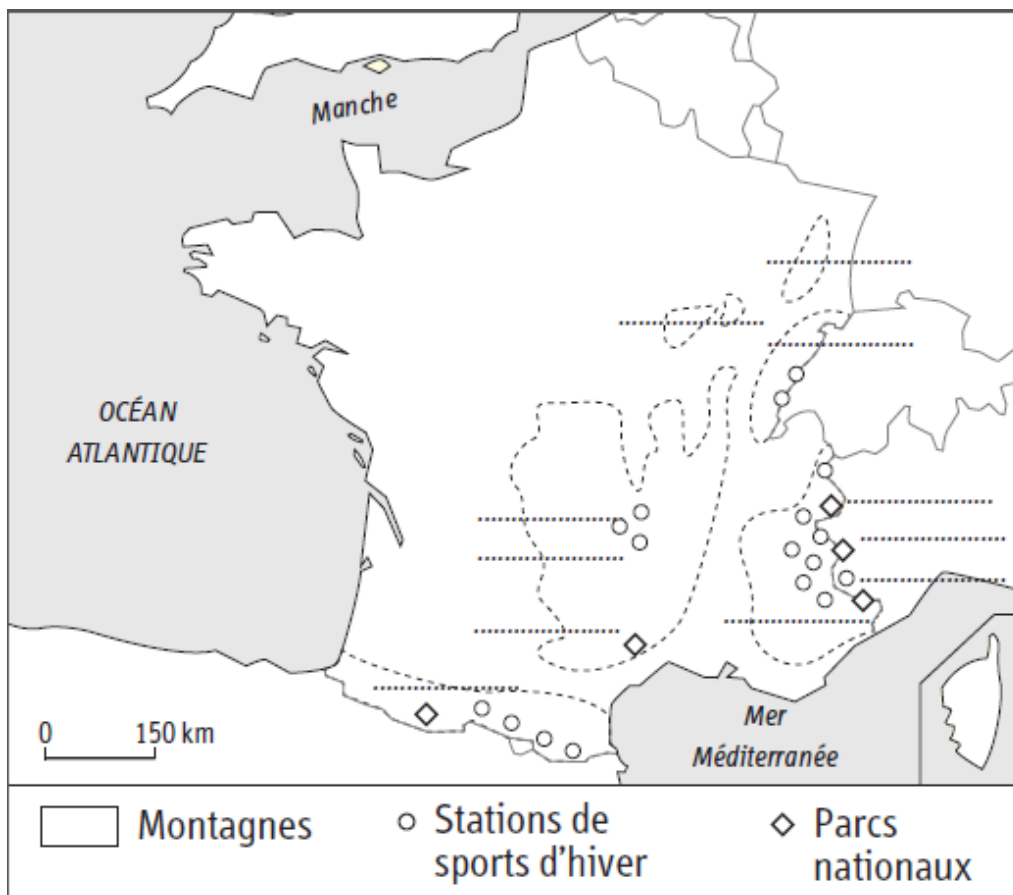 Manche
OCÉAN
ATLANTIQUE
0 150 km
Mer
Méditerranée
Montagnes
Stations de
sports d'hiver
Parcs
nationaux